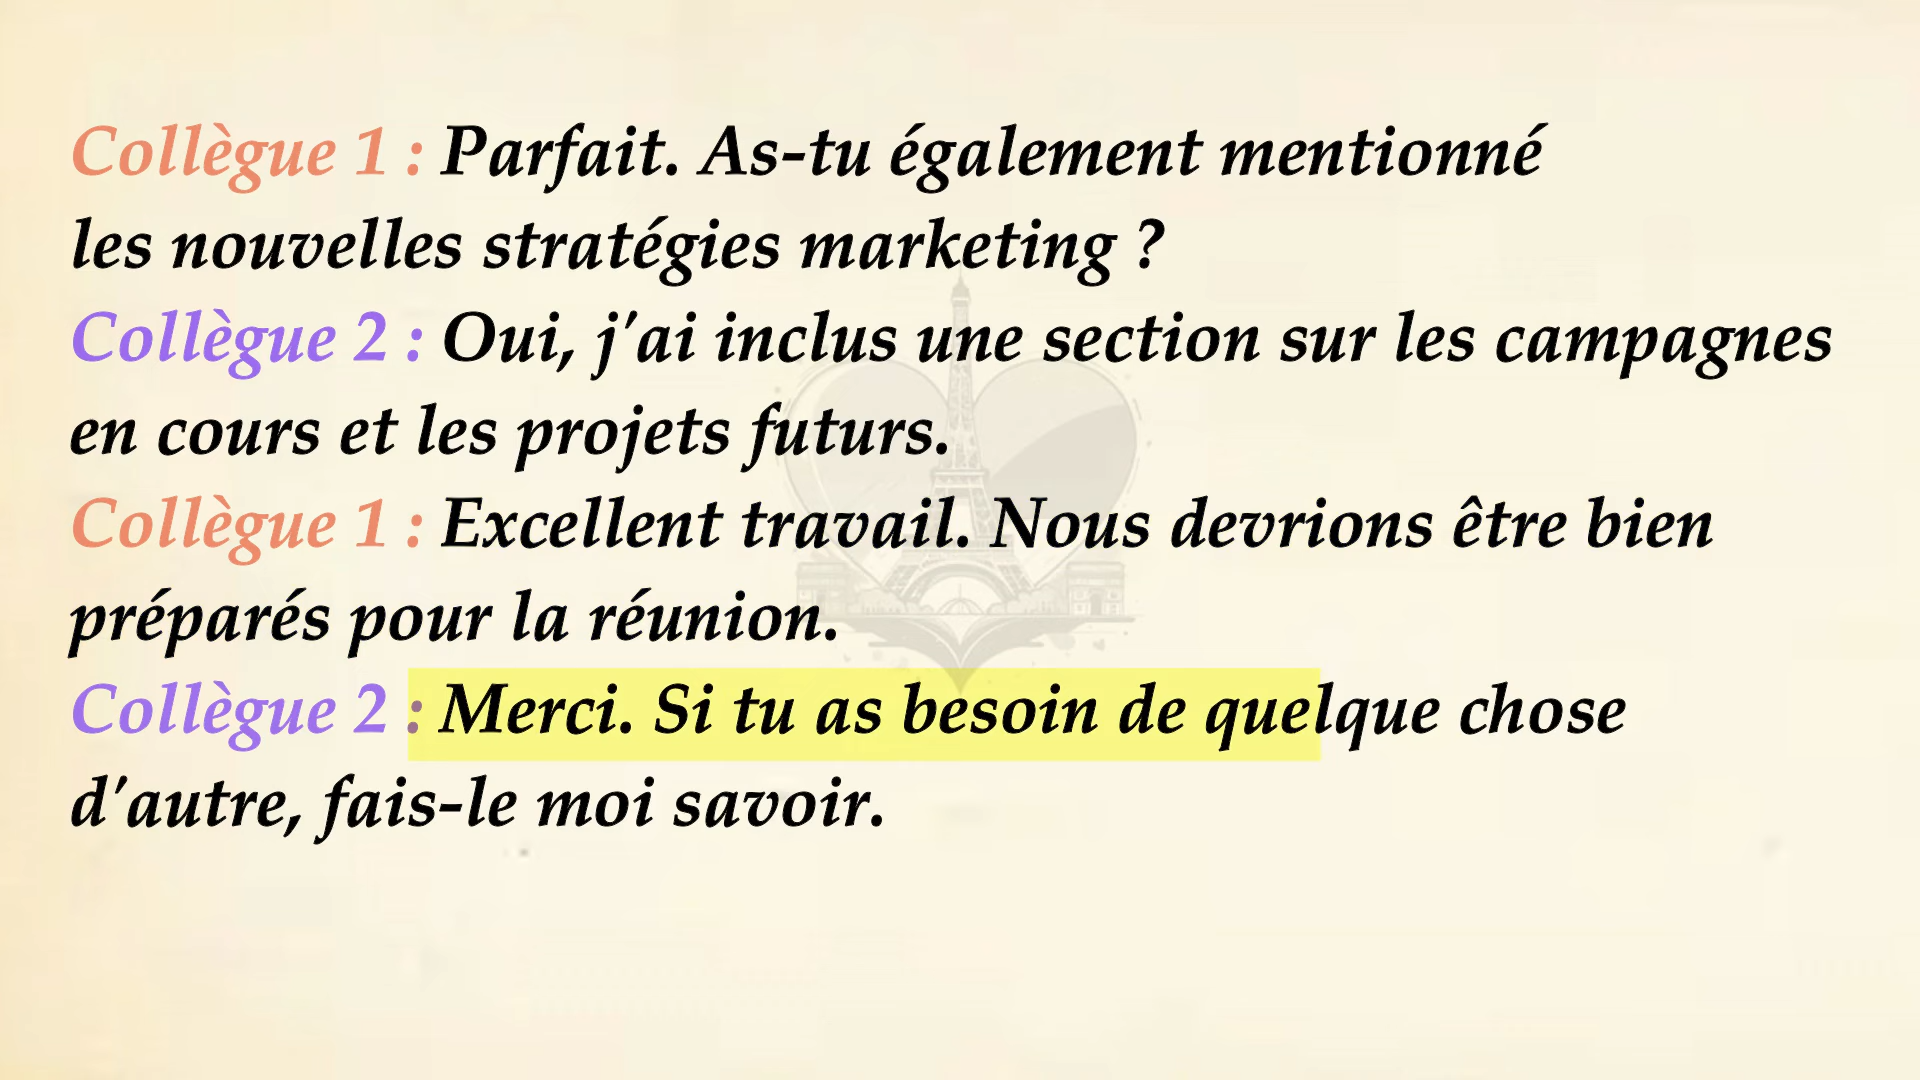 Collègue 1 : Parfait. As-tu également mentionné
les nouvelles stratégies marketing ?
Collègue 2 : Oui, j'ai inclus une section sur les campagnes
en cours et les projets futurs.
Collègue 1 : Excellent travail. Nous devrions être bien
préparés pour la réunion.
Collègue 2 : Merci. Si tu as besoin de quelque chose
d'autre, fais-le moi savoir.